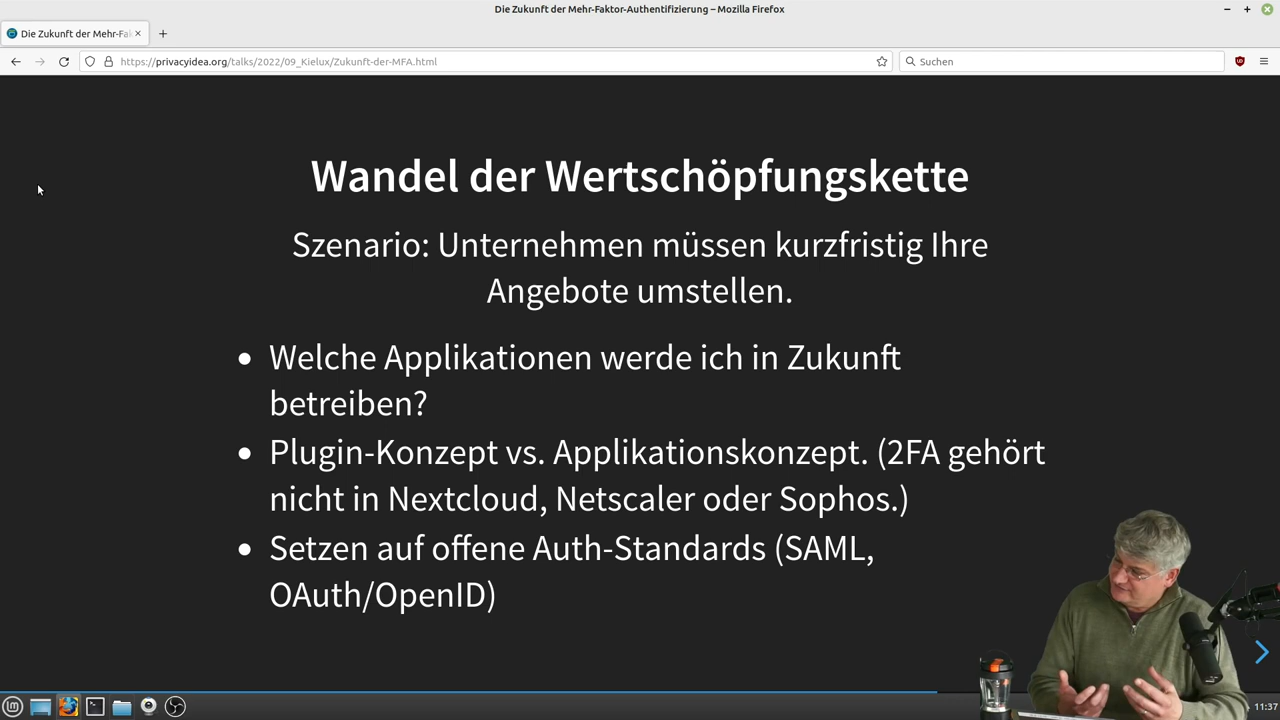 Die Zukunft der Mehr-Faktor-Authentifizierung – Mozilla Firefox
Die Zukunft der Mehr-Fak
https://privacyidea.org/talks/2022/09_Kielux/Zukunft-der-MFA.html
Suchen
Wandel der Wertschöpfungskette
Szenario: Unternehmen müssen kurzfristig Ihre
Angebote umstellen.
• Welche Applikationen werde ich in Zukunft
betreiben?
• Plugin-Konzept vs. Applikationskonzept. (2FA gehört
nicht in Nextcloud, Netscaler oder Sophos.)
• Setzen auf offene Auth-Standards (SAML,
OAuth/OpenID)
11:37